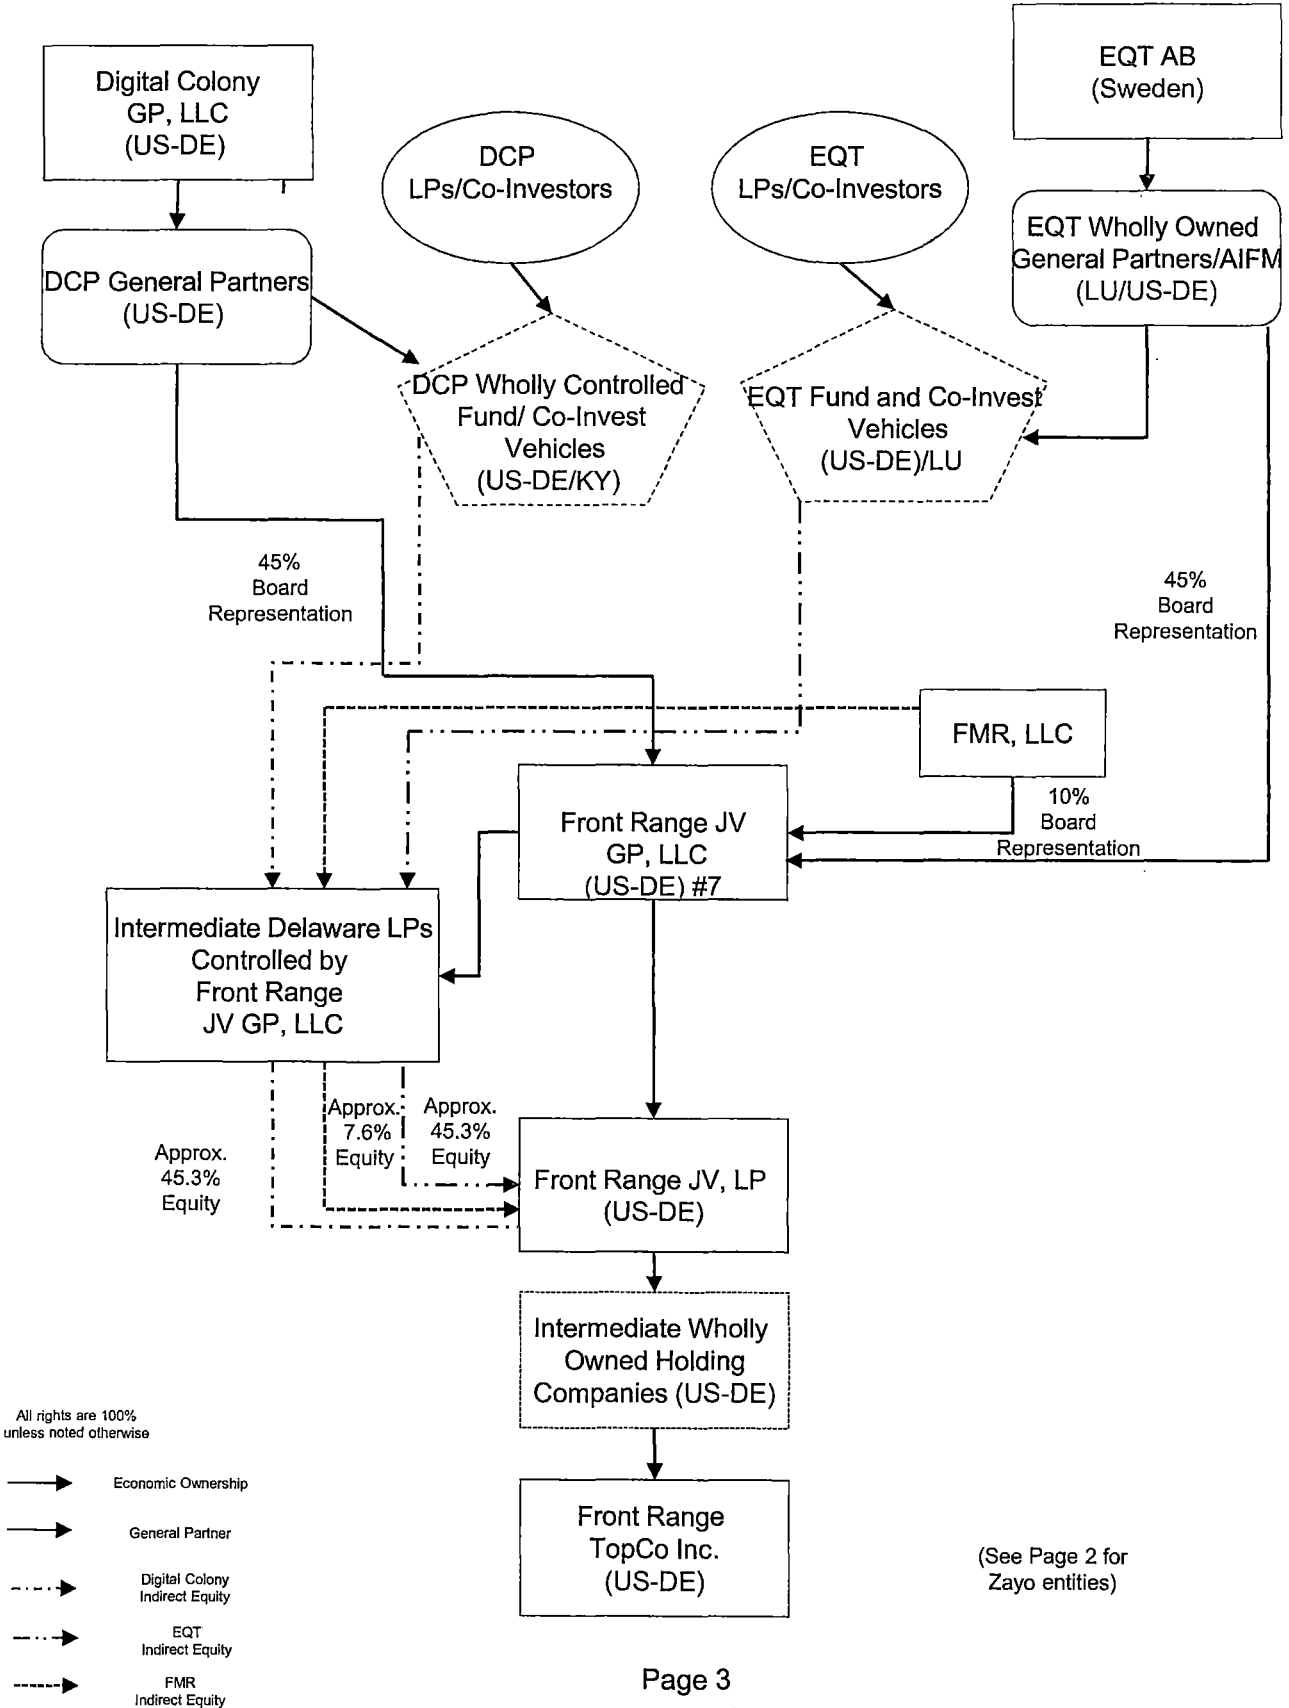 Digital Colony
GP, LLC
(US-DE)
EQT AB
(Sweden)
DCP
LPs/Co-Investors
EQT
LPs/Co-Investors
DCP General Partners
(US-DE)
EQT Wholly Owned
General Partners/AIFM
(LU/US-DE)
DCP Wholly Controlled
Fund/ Co-Invest
Vehicles
(US-DE/KY)
EQT Fund and Co-Invest
Vehicles
(US-DE)/LU
45%
Board
Representation
45%
Board
Representation
FMR, LLC
10%
Board
Representation
Front Range JV
GP, LLC
(US-DE) #7
Intermediate Delaware LPs
Controlled by
Front Range
JV GP, LLC
Approx.
45.3%
Equity
Approx.
7.6%
Equity
Approx.
45.3%
Equity
Front Range JV, LP
(US-DE)
Intermediate Wholly
Owned Holding
Companies (US-DE)
Front Range
TopCo Inc.
(US-DE)
All rights are 100%
unless noted otherwise
Economic Ownership
General Partner
Digital Colony
Indirect Equity
EQT
Indirect Equity
FMR
Indirect Equity
(See Page 2 for
Zayo entities)
Page 3